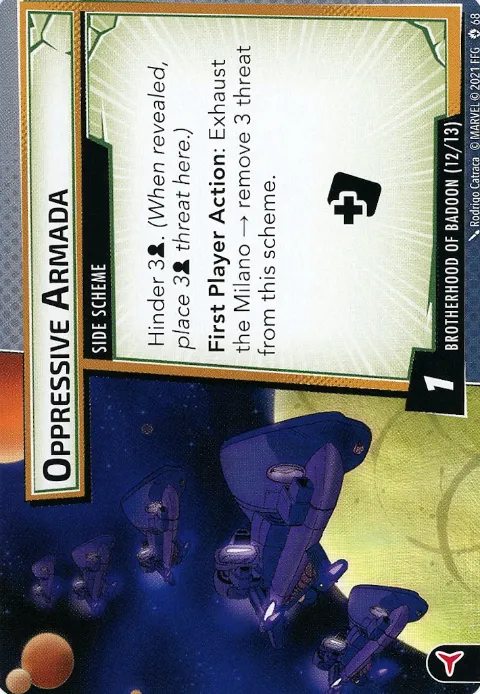 OPPRESSIVE ARMADA
SIDE SCHEME
Hinder 3. (When revealed,
place 3 threat here.)
First Player Action: Exhaust
the Milano → remove 3 threat
from this scheme.
1
BROTHERHOOD OF BADOON (12/13)
Rodrigo Catraca © MARVEL © 2021 FFG 68